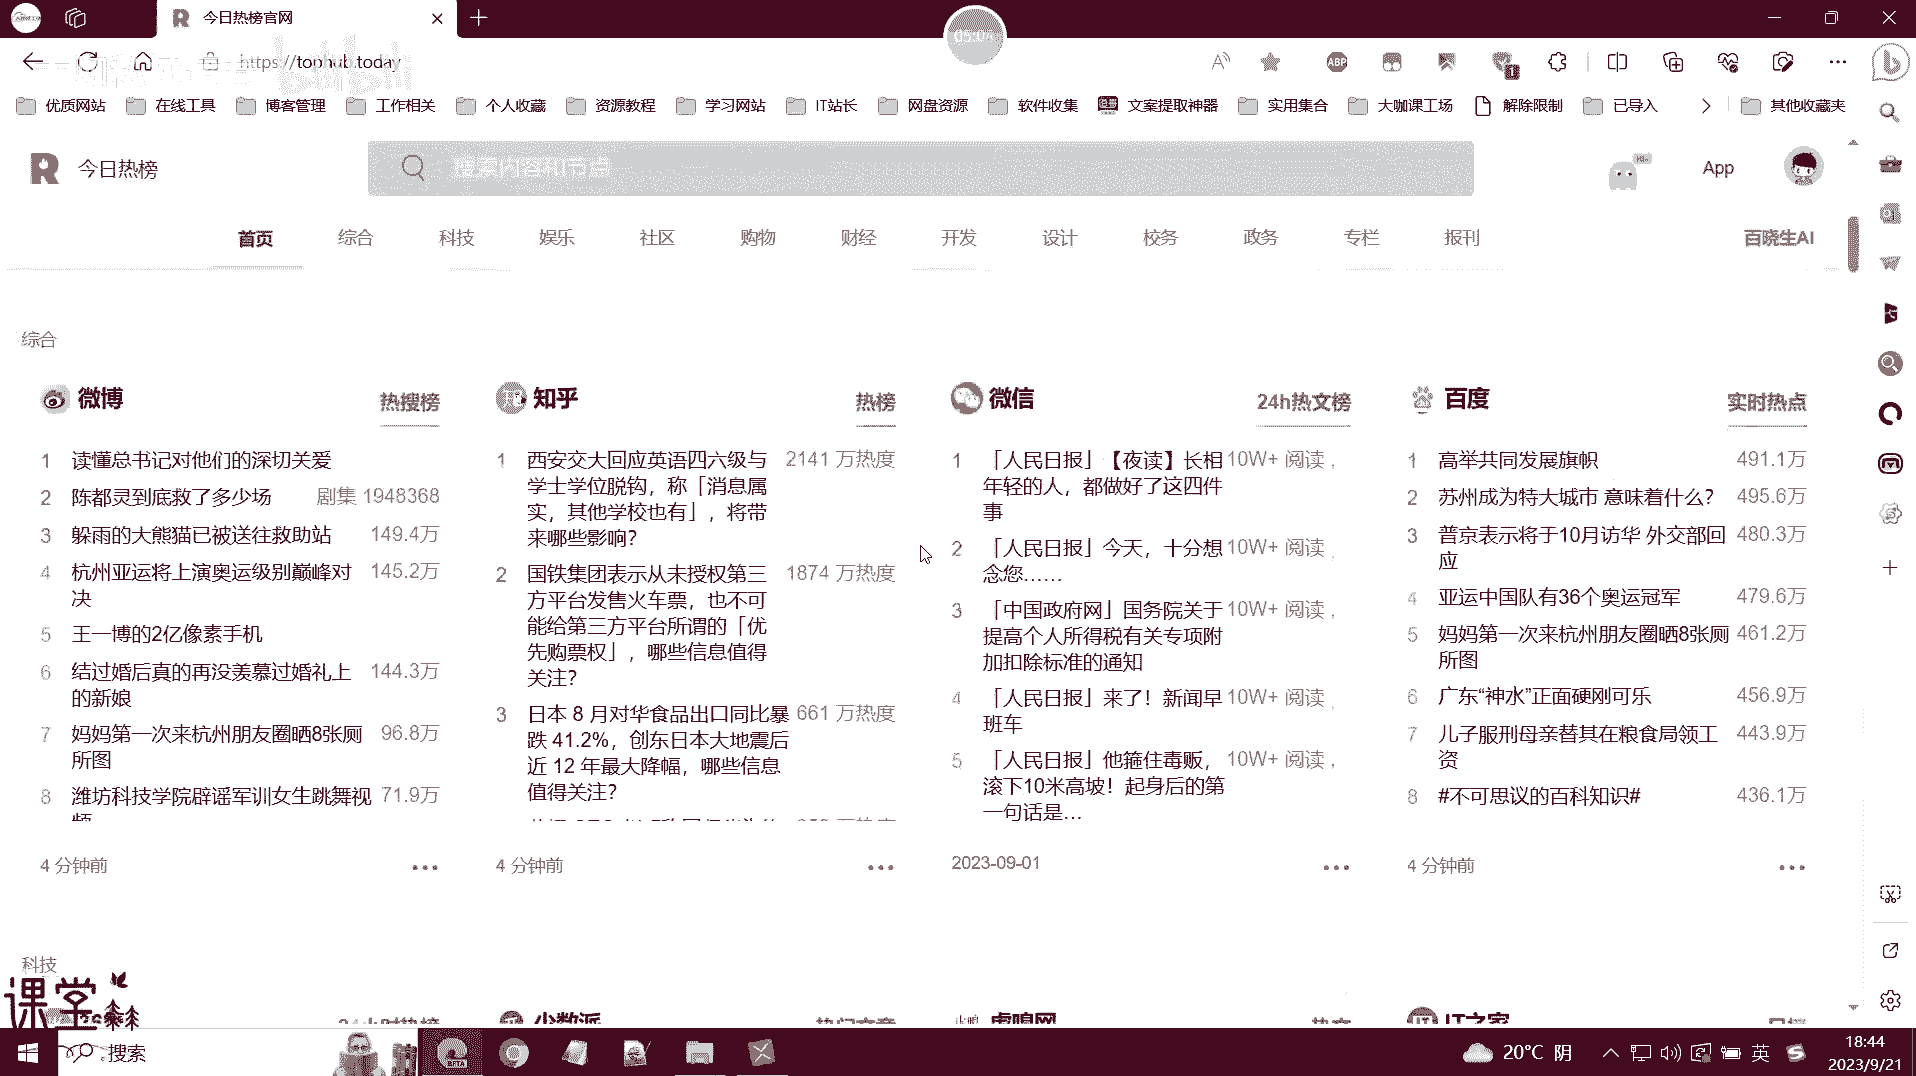 今日热榜官网
05:04
https://tophub.today
优质网站 在线工具 博客管理 工作相关 个人收藏 资源教程 学习网站 IT站长 网盘资源 软件收集 文案提取神器 实用集合 大咖课工场 解除限制 已导入 其他收藏夹
今日热榜
搜索内容和节点
App
首页 综合 科技 娱乐 社区 购物 财经 开发 设计 校务 政务 专栏 报刊 百晓生AI
综合
微博 热搜榜
1 读懂总书记对他们的深切关爱
2 陈都灵到底救了多少场 剧集 1948368
3 躲雨的大熊猫已被送往救助站 149.4万
4 杭州亚运将上演奥运级别巅峰对 145.2万
决
5 王一博的2亿像素手机
6 结过婚后真的再没羡慕过婚礼上 144.3万
的新娘
7 妈妈第一次来杭州朋友圈晒8张厕 96.8万
所图
8 潍坊科技学院辟谣军训女生跳舞视 71.9万
4 分钟前
知乎 热榜
1 西安交大回应英语四六级与 2141 万热度
学士学位脱钩，称「消息属
实，其他学校也有」，将带
来哪些影响？
2 国铁集团表示从未授权第三 1874 万热度
方平台发售火车票，也不可
能给第三方平台所谓的「优
先购票权」，哪些信息值得
关注？
3 日本 8 月对华食品出口同比暴 661 万热度
跌 41.2%，创东日本大地震后
近 12 年最大降幅，哪些信息
值得关注？
4 分钟前
微信 24h热文榜
1 「人民日报」【夜读】长相 10W+ 阅读 ,
年轻的人，都做好了这四件
事
2 「人民日报」今天，十分想 10W+ 阅读 ,
念您……
3 「中国政府网」国务院关于 10W+ 阅读 ,
提高个人所得税有关专项附
加扣除标准的通知
4 「人民日报」来了！新闻早 10W+ 阅读 ,
班车
5 「人民日报」他箍住毒贩， 10W+ 阅读 ,
滚下10米高坡！起身后的第
一句话是…
2023-09-01
百度 实时热点
1 高举共同发展旗帜 491.1万
2 苏州成为特大城市 意味着什么？ 495.6万
3 普京表示将于10月访华 外交部回 480.3万
应
4 亚运中国队有36个奥运冠军 479.6万
5 妈妈第一次来杭州朋友圈晒8张厕 461.2万
所图
6 广东“神水”正面硬刚可乐 456.9万
7 儿子服刑母亲替其在粮食局领工 443.9万
资
8 #不可思议的百科知识# 436.1万
4 分钟前
科技
课堂
24小时热榜
少数派 热门文章
虎嗅网 热文
IT之家 日榜
搜索
20°C 阴
英
18:44
2023/9/21